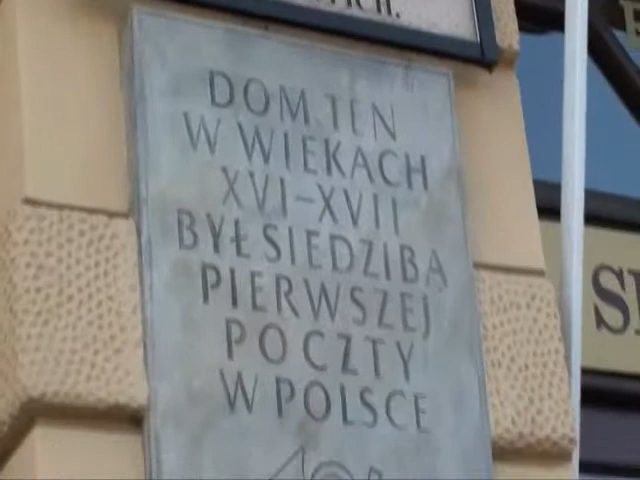 DOM TEN
W WIEKACH
XVI-XVII
BYŁ SIEDZIBĄ
PIERWSZEJ
POCZTY
W POLSCE